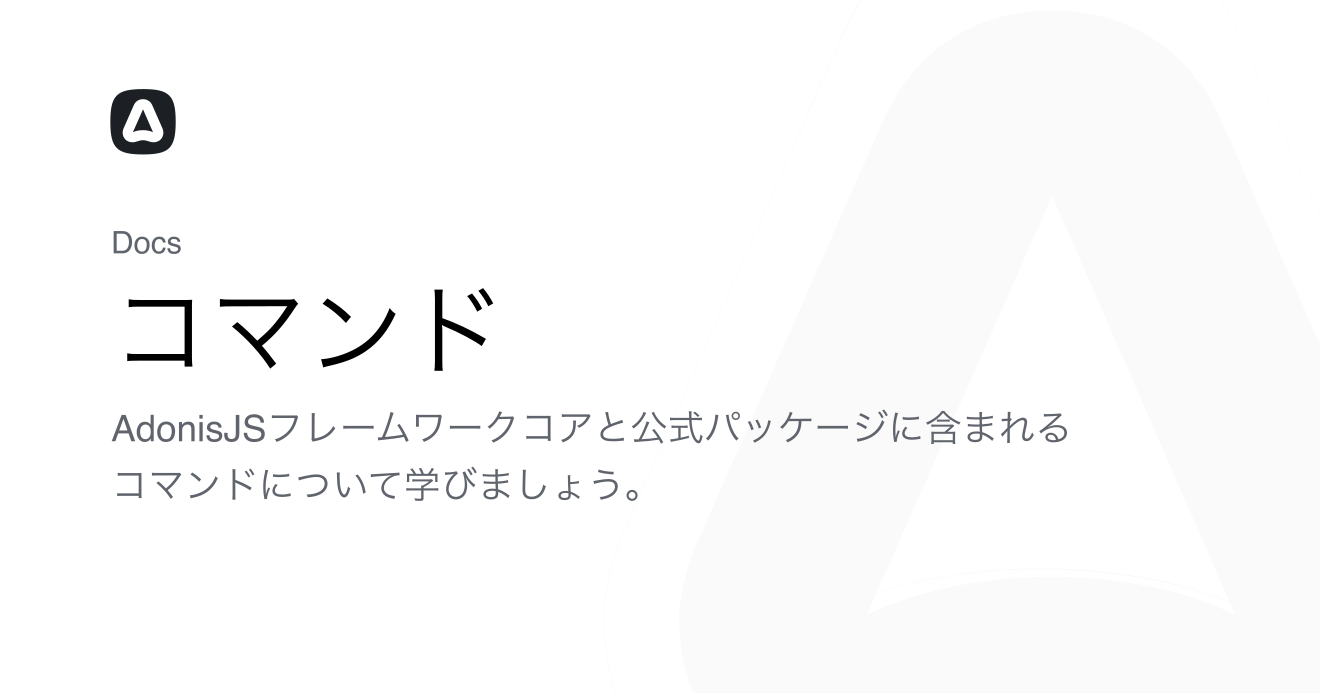 Docs
コマンド
AdonisJSフレームワークコアと公式パッケージに含まれる
コマンドについて学びましょう。